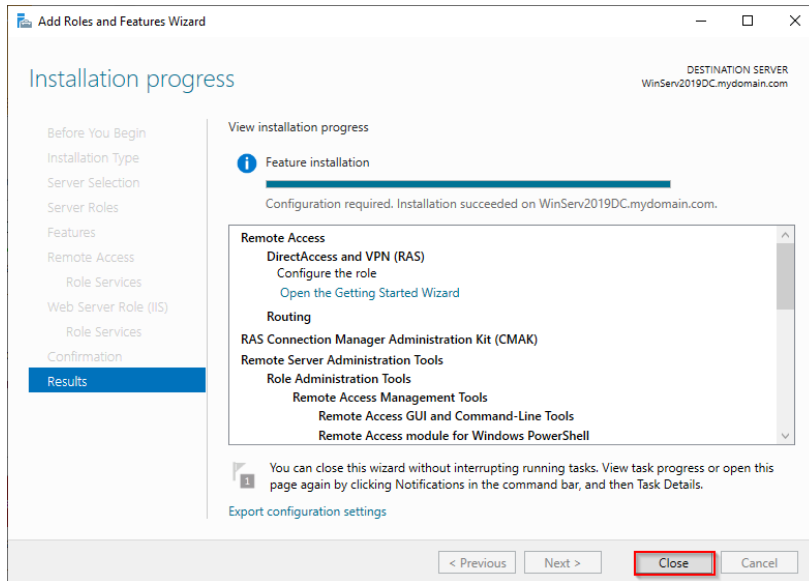 Add Roles and Features Wizard
Installation progress
DESTINATION SERVER
WinServ2019DC.mydomain.com
Before You Begin
Installation Type
Server Selection
Server Roles
Features
Remote Access
Role Services
Web Server Role (IIS)
Role Services
Confirmation
Results
View installation progress
Feature installation
Configuration required. Installation succeeded on WinServ2019DC.mydomain.com.
Remote Access
DirectAccess and VPN (RAS)
Configure the role
Open the Getting Started Wizard
Routing
RAS Connection Manager Administration Kit (CMAK)
Remote Server Administration Tools
Role Administration Tools
Remote Access Management Tools
Remote Access GUI and Command-Line Tools
Remote Access module for Windows PowerShell
1
You can close this wizard without interrupting running tasks. View task progress or open this
page again by clicking Notifications in the command bar, and then Task Details.
Export configuration settings
< Previous
Next >
Close
Cancel